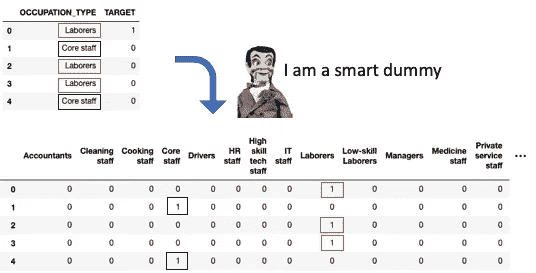 OCCUPATION_TYPE TARGET
0 Laborers 1
1 Core staff 0
2 Laborers 0
3 Laborers 0
4 Core staff 0
I am a smart dummy
Accountants Cleaning staff Cooking staff Core staff Drivers HR staff High skill tech staff IT staff Laborers Low-skill Laborers Managers Medicine staff Private service staff ...
0 0 0 0 0 0 0 0 0 1 0 0 0 0
1 0 0 0 1 0 0 0 0 0 0 0 0 0
2 0 0 0 0 0 0 0 0 1 0 0 0 0
3 0 0 0 0 0 0 0 0 1 0 0 0 0
4 0 0 0 1 0 0 0 0 0 0 0 0 0